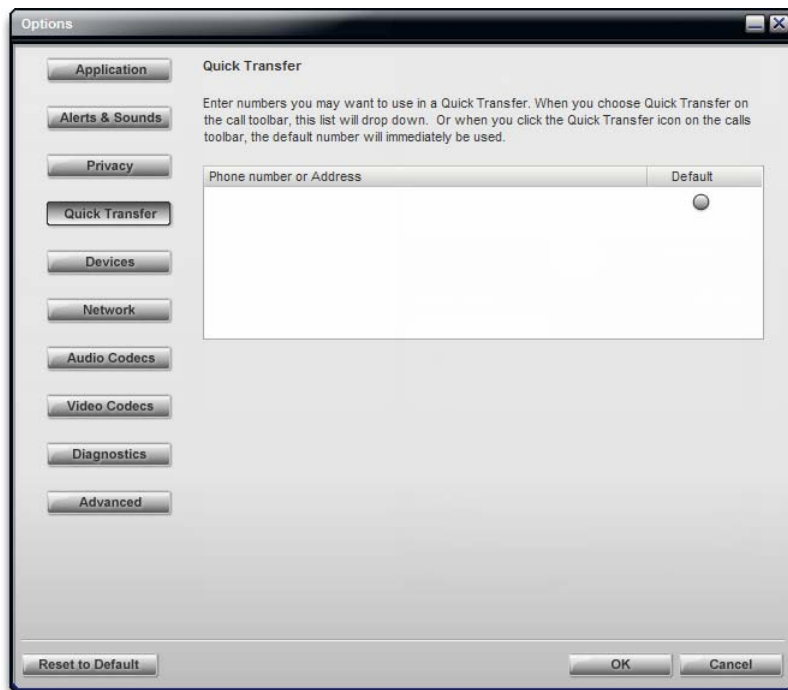 Options
Application
Alerts & Sounds
Privacy
Quick Transfer
Devices
Network
Audio Codecs
Video Codecs
Diagnostics
Advanced
Quick Transfer
Enter numbers you may want to use in a Quick Transfer. When you choose Quick Transfer on
the call toolbar, this list will drop down. Or when you click the Quick Transfer icon on the calls
toolbar, the default number will immediately be used.
Phone number or Address Default
Reset to Default OK Cancel